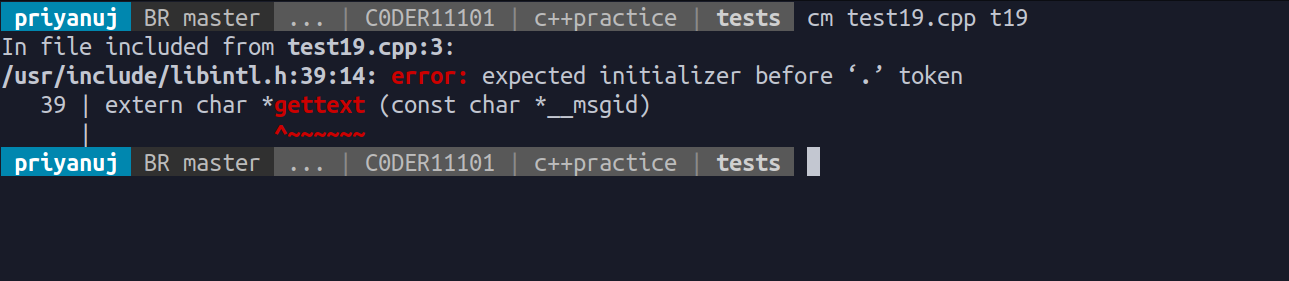 priyanuj BR master ... | C0DER11101 | c++practice | tests cm test19.cpp t19
In file included from test19.cpp:3:
/usr/include/libintl.h:39:14: error: expected initializer before ‘.’ token
39 | extern char *gettext (const char *__msgid)
| ^~~~~~~
priyanuj BR master ... | C0DER11101 | c++practice | tests